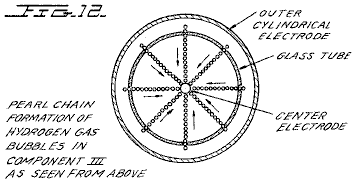 FIG. 12.
OUTER
CYLINDRICAL
ELECTRODE
GLASS TUBE
CENTER
ELECTRODE
PEARL CHAIN
FORMATION OF
HYDROGEN GAS
BUBBLES IN
COMPONENT III
AS SEEN FROM ABOVE